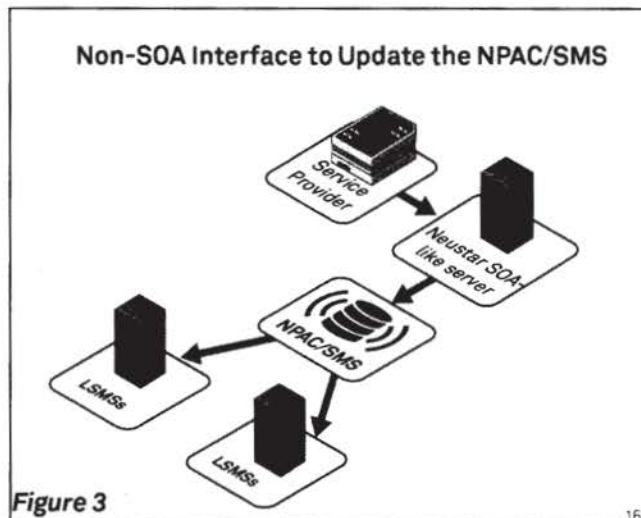 Non-SOA Interface to Update the NPAC/SMS
Service
Provider
Neustar SOA-
like server
NPAC/SMS
LSMSs
LSMSs
Figure 3
16